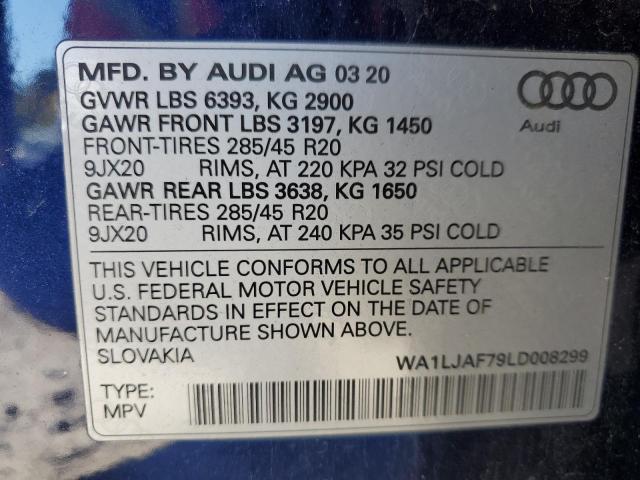 MFD. BY AUDI AG 03 20
GVWR LBS 6393, KG 2900
GAWR FRONT LBS 3197, KG 1450
FRONT-TIRES 285/45 R20
9JX20 RIMS, AT 220 KPA 32 PSI COLD
GAWR REAR LBS 3638, KG 1650
REAR-TIRES 285/45 R20
9JX20 RIMS, AT 240 KPA 35 PSI COLD
Audi
THIS VEHICLE CONFORMS TO ALL APPLICABLE
U.S. FEDERAL MOTOR VEHICLE SAFETY
STANDARDS IN EFFECT ON THE DATE OF
MANUFACTURE SHOWN ABOVE.
SLOVAKIA
WA1LJAF79LD008299
TYPE:
MPV